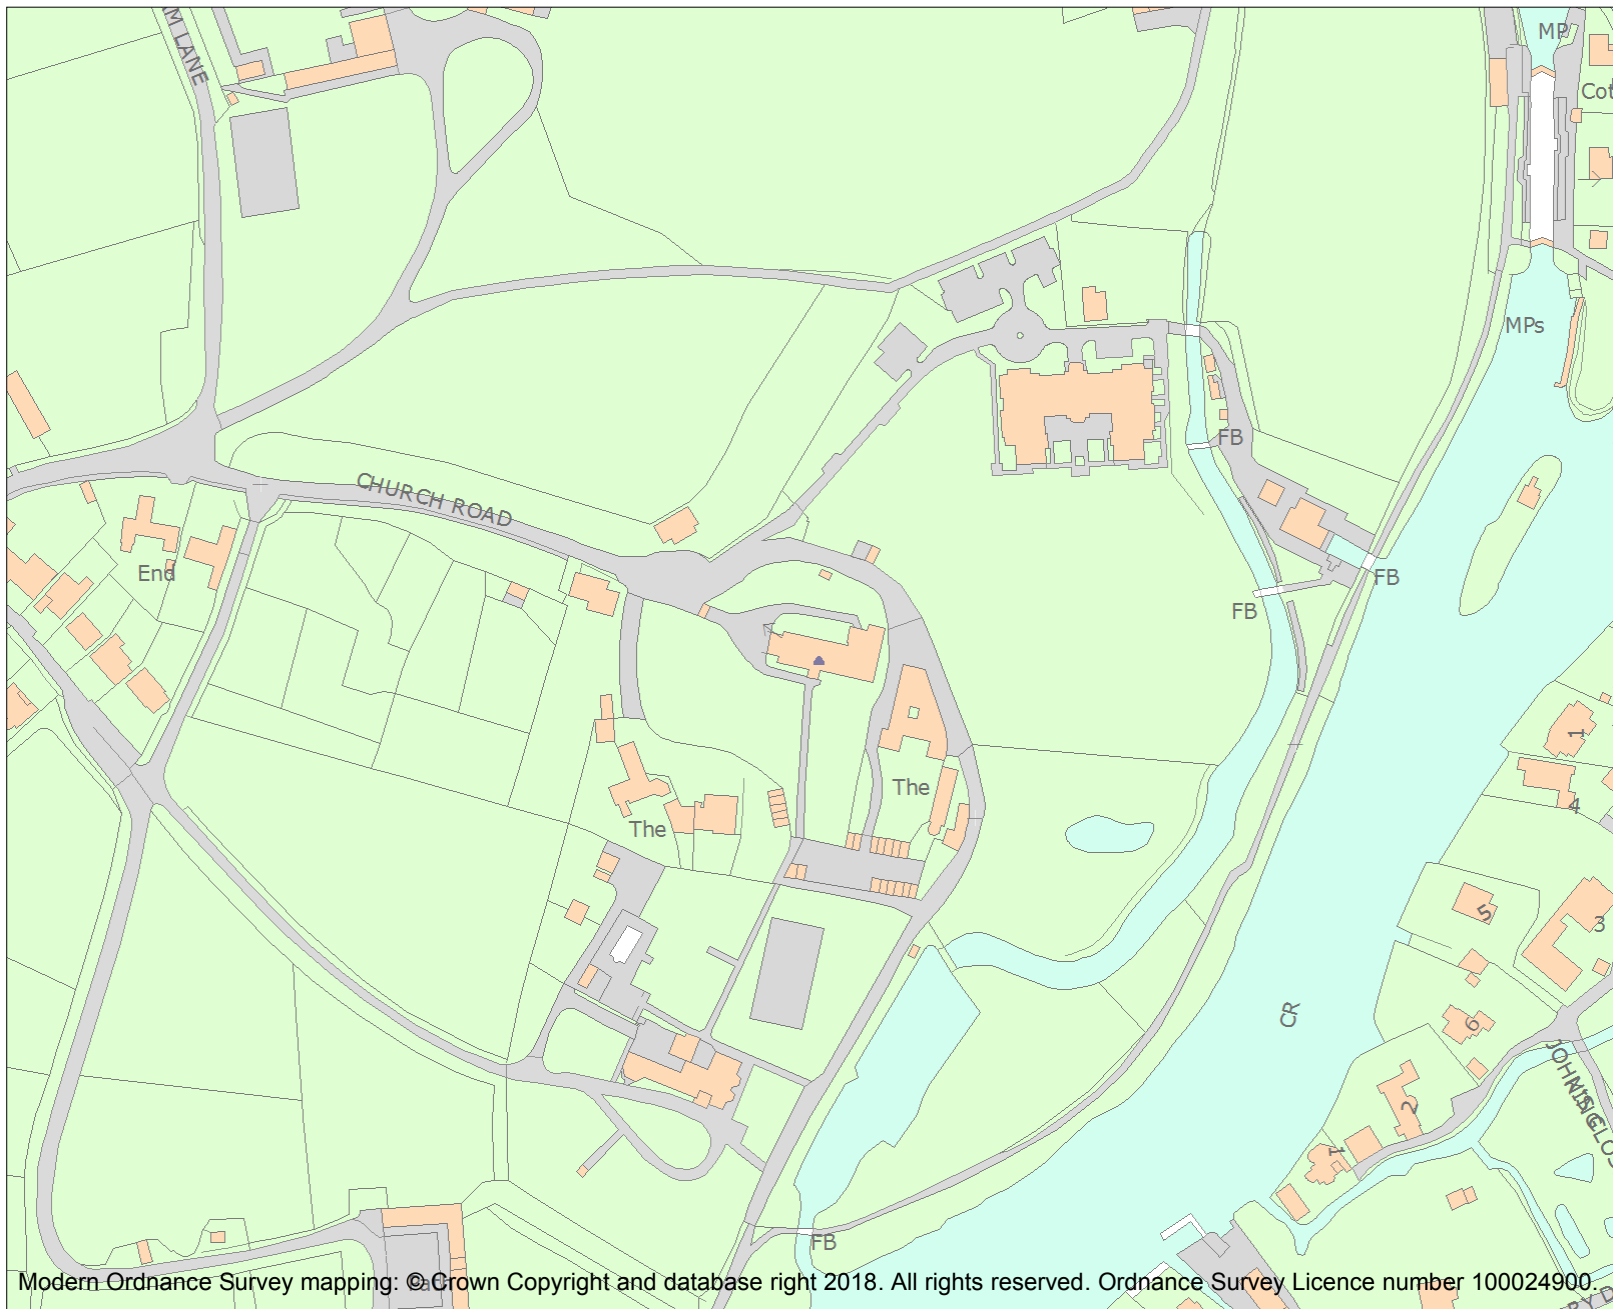 MP
LANE
MPs
FB
CHURCH ROAD
End
FB
FB
1
The
4
The
5
3
CR
6
2
1
FB
Modern Ordnance Survey mapping: © Crown Copyright and database right 2018. All rights reserved. Ordnance Survey Licence number 100024900.